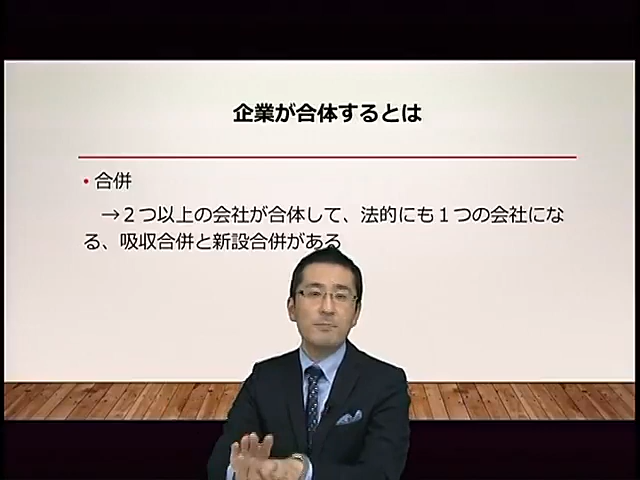 企業が合体するとは
• 合併
→２つ以上の会社が合体して、法的にも１つの会社にな
る、吸収合併と新設合併がある